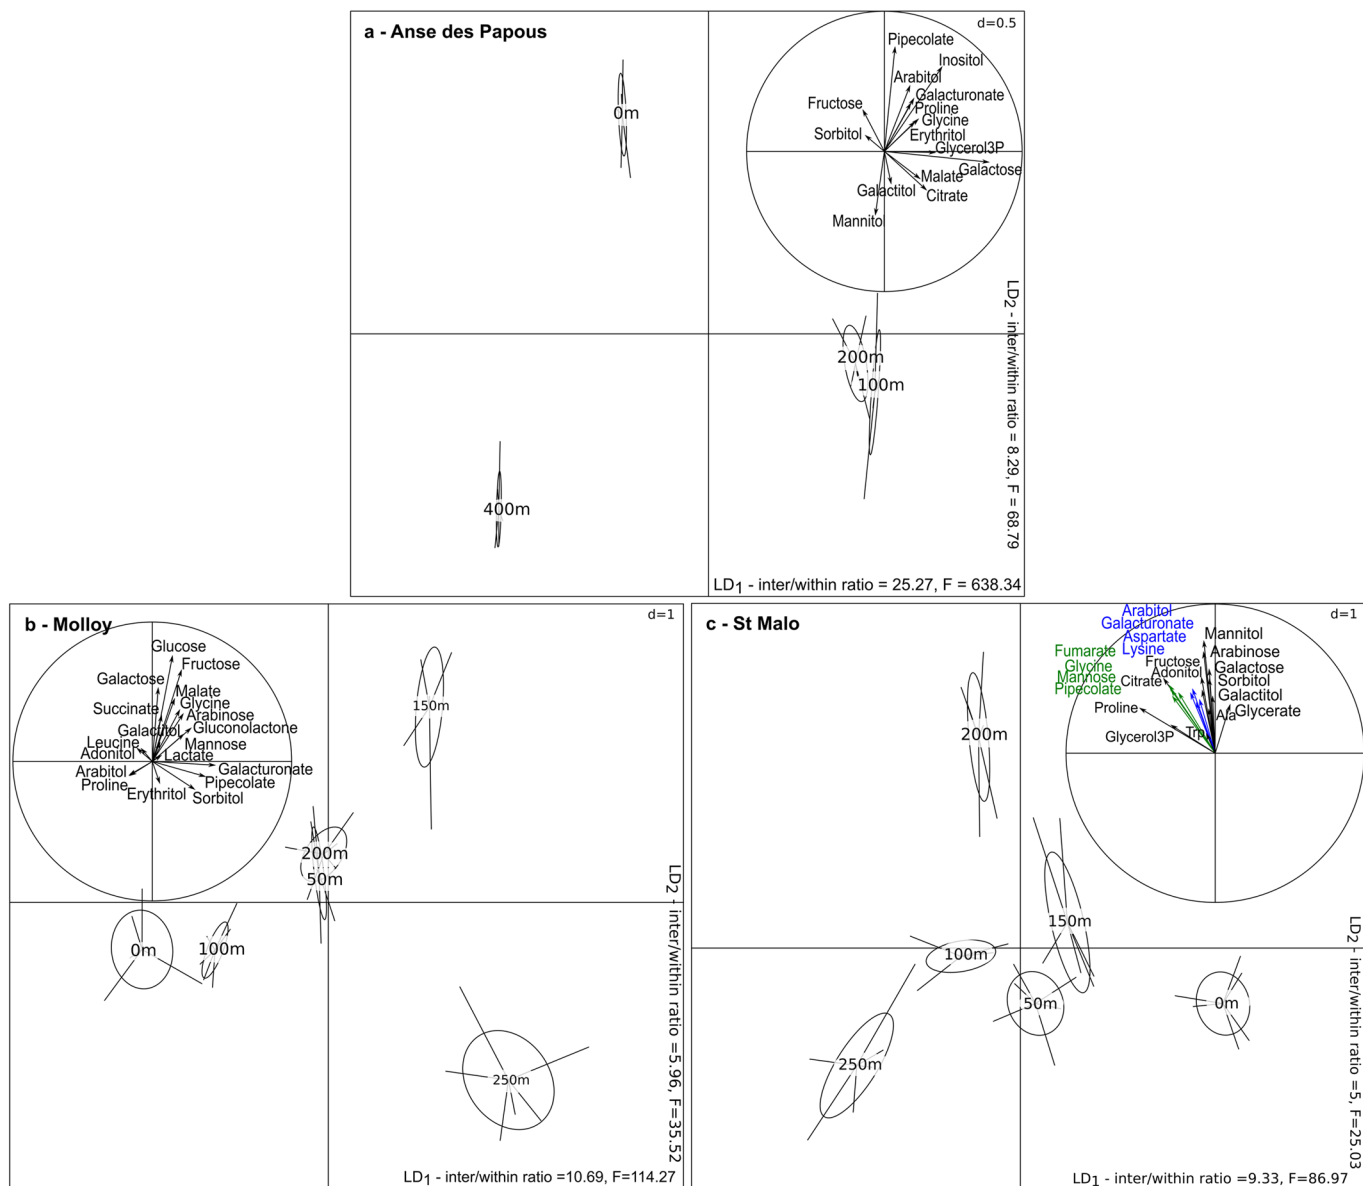 a - Anse des Papous
d=0.5
Pipecolate
Inositol
Arabitol
Galacturonate
Fructose
Proline
Glycine
Sorbitol
Erythritol
Glycerol3P
Galactose
Malate
Galactitol
Citrate
Mannitol
0m
200m
100m
400m
LD2 - inter/within ratio = 8.29, F = 68.79
LD1 - inter/within ratio = 25.27, F = 638.34
b - Molloy
d=1
Glucose
Fructose
Galactose
Malate
Glycine
Succinate
Arabinose
Galactitol
Gluconolactone
Leucine
Mannose
Adonitol
Lactate
Arabitol
Galacturonate
Proline
Pipecolate
Erythritol
Sorbitol
150m
200m
50m
0m
100m
250m
LD2 - inter/within ratio =5.96, F=35.52
LD1 - inter/within ratio =10.69, F=114.27
c - St Malo
d=1
Arabitol
Galacturonate
Aspartate
Lysine
Fumarate
Glycine
Mannose
Pipecolate
Mannitol
Arabinose
Fructose
Galactose
Adonitol
Citrate
Sorbitol
Galactitol
Proline
Glycerate
Ala
Glycerol3P
Trp
200m
150m
100m
50m
0m
250m
LD2 - inter/within ratio =5, F=25.03
LD1 - inter/within ratio =9.33, F=86.97